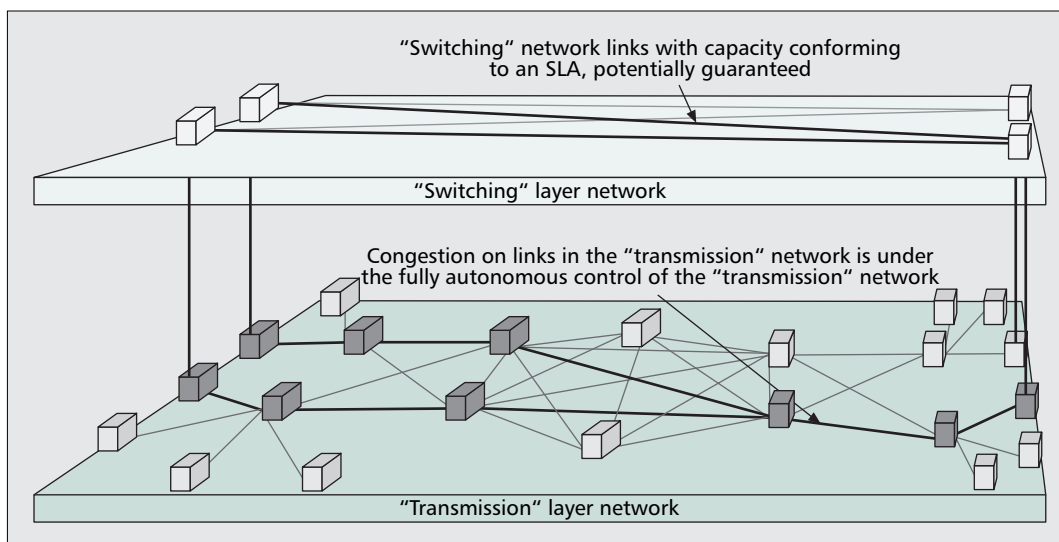 “Switching“ network links with capacity conforming
to an SLA, potentially guaranteed
“Switching“ layer network
Congestion on links in the “transmission“ network is under
the fully autonomous control of the “transmission“ network
“Transmission“ layer network